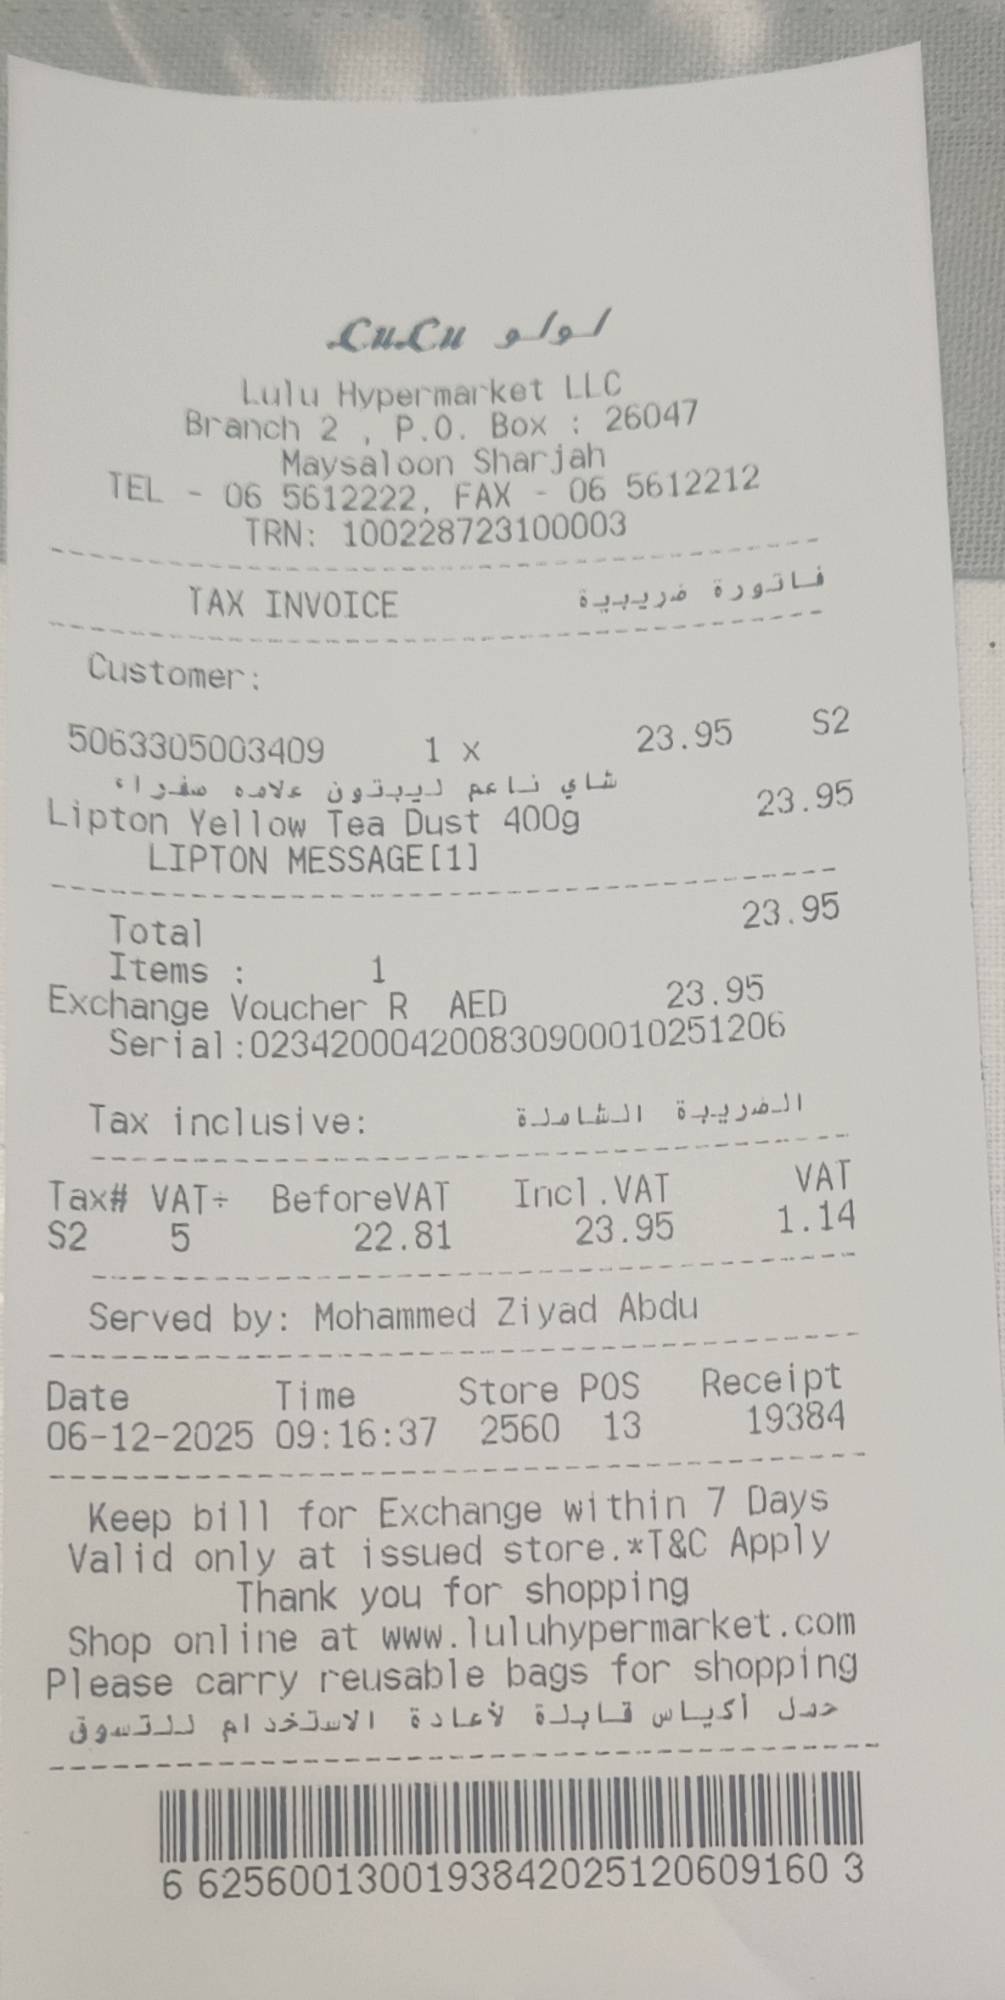 LuLu لولو
Lulu Hypermarket LLC
Branch 2 , P.O. Box : 26047
Maysaloon Sharjah
TEL - 06 5612222, FAX - 06 5612212
TRN: 100228723100003
TAX INVOICE فاتورة ضريبية
Customer:
5063305003409 1 x 23.95 S2
شاي ناعم ليبتون علامه صفراء
Lipton Yellow Tea Dust 400g 23.95
LIPTON MESSAGE[1]
Total 23.95
Items : 1
Exchange Voucher R AED 23.95
Serial:023420004200830900010251206
Tax inclusive: الضريبة الشاملة
Tax# VAT÷ BeforeVAT Incl.VAT VAT
S2 5 22.81 23.95 1.14
Served by: Mohammed Ziyad Abdu
Date Time Store POS Receipt
06-12-2025 09:16:37 2560 13 19384
Keep bill for Exchange within 7 Days
Valid only at issued store.*T&C Apply
Thank you for shopping
Shop online at www.luluhypermarket.com
Please carry reusable bags for shopping
حمل أكياس قابلة لأعادة الاستخدام للتسوق
6 625600130019384202512060916​0 3